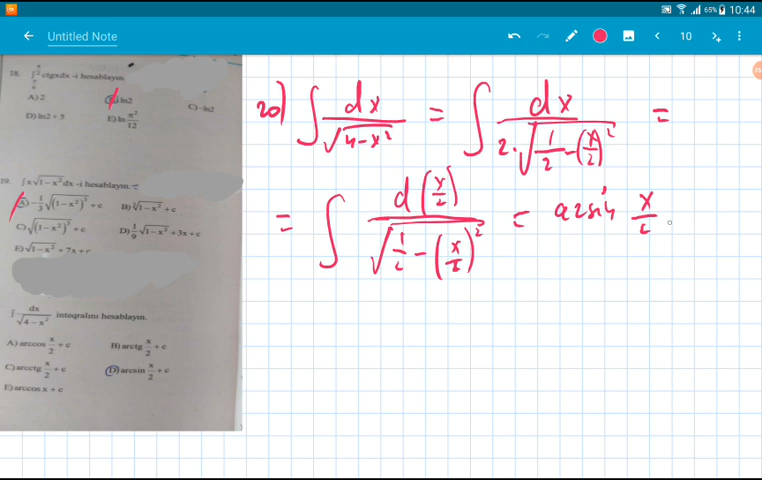 65% 10:44
Untitled Note
10
18. ∫ ctgxdx -i hesablayın.
A) 2
B) ln2
C) -ln2
D) ln2 + 5
E) ln π²/12
19. ∫x√1-x² dx -i hesablayın.
A) -1/3 √(1-x²)³ + c
B) ³√1-x² + c
C) √(1-x²)³ + c
D) -1/9 √1-x² + 3x + c
E) √1-x² + 7x + c
∫ dx/√4-x² inteqralını hesablayın.
A) arccos x/2 + c
B) arctg x/2 + c
C) arcctg x/2 + c
D) arcsin x/2 + c
E) arccos x + c
20) ∫ dx/√4-x² = ∫ dx/2·√1/2-(x/2)² =
= ∫ d(x/2)/√1/2-(x/2)² = arcsin x/2